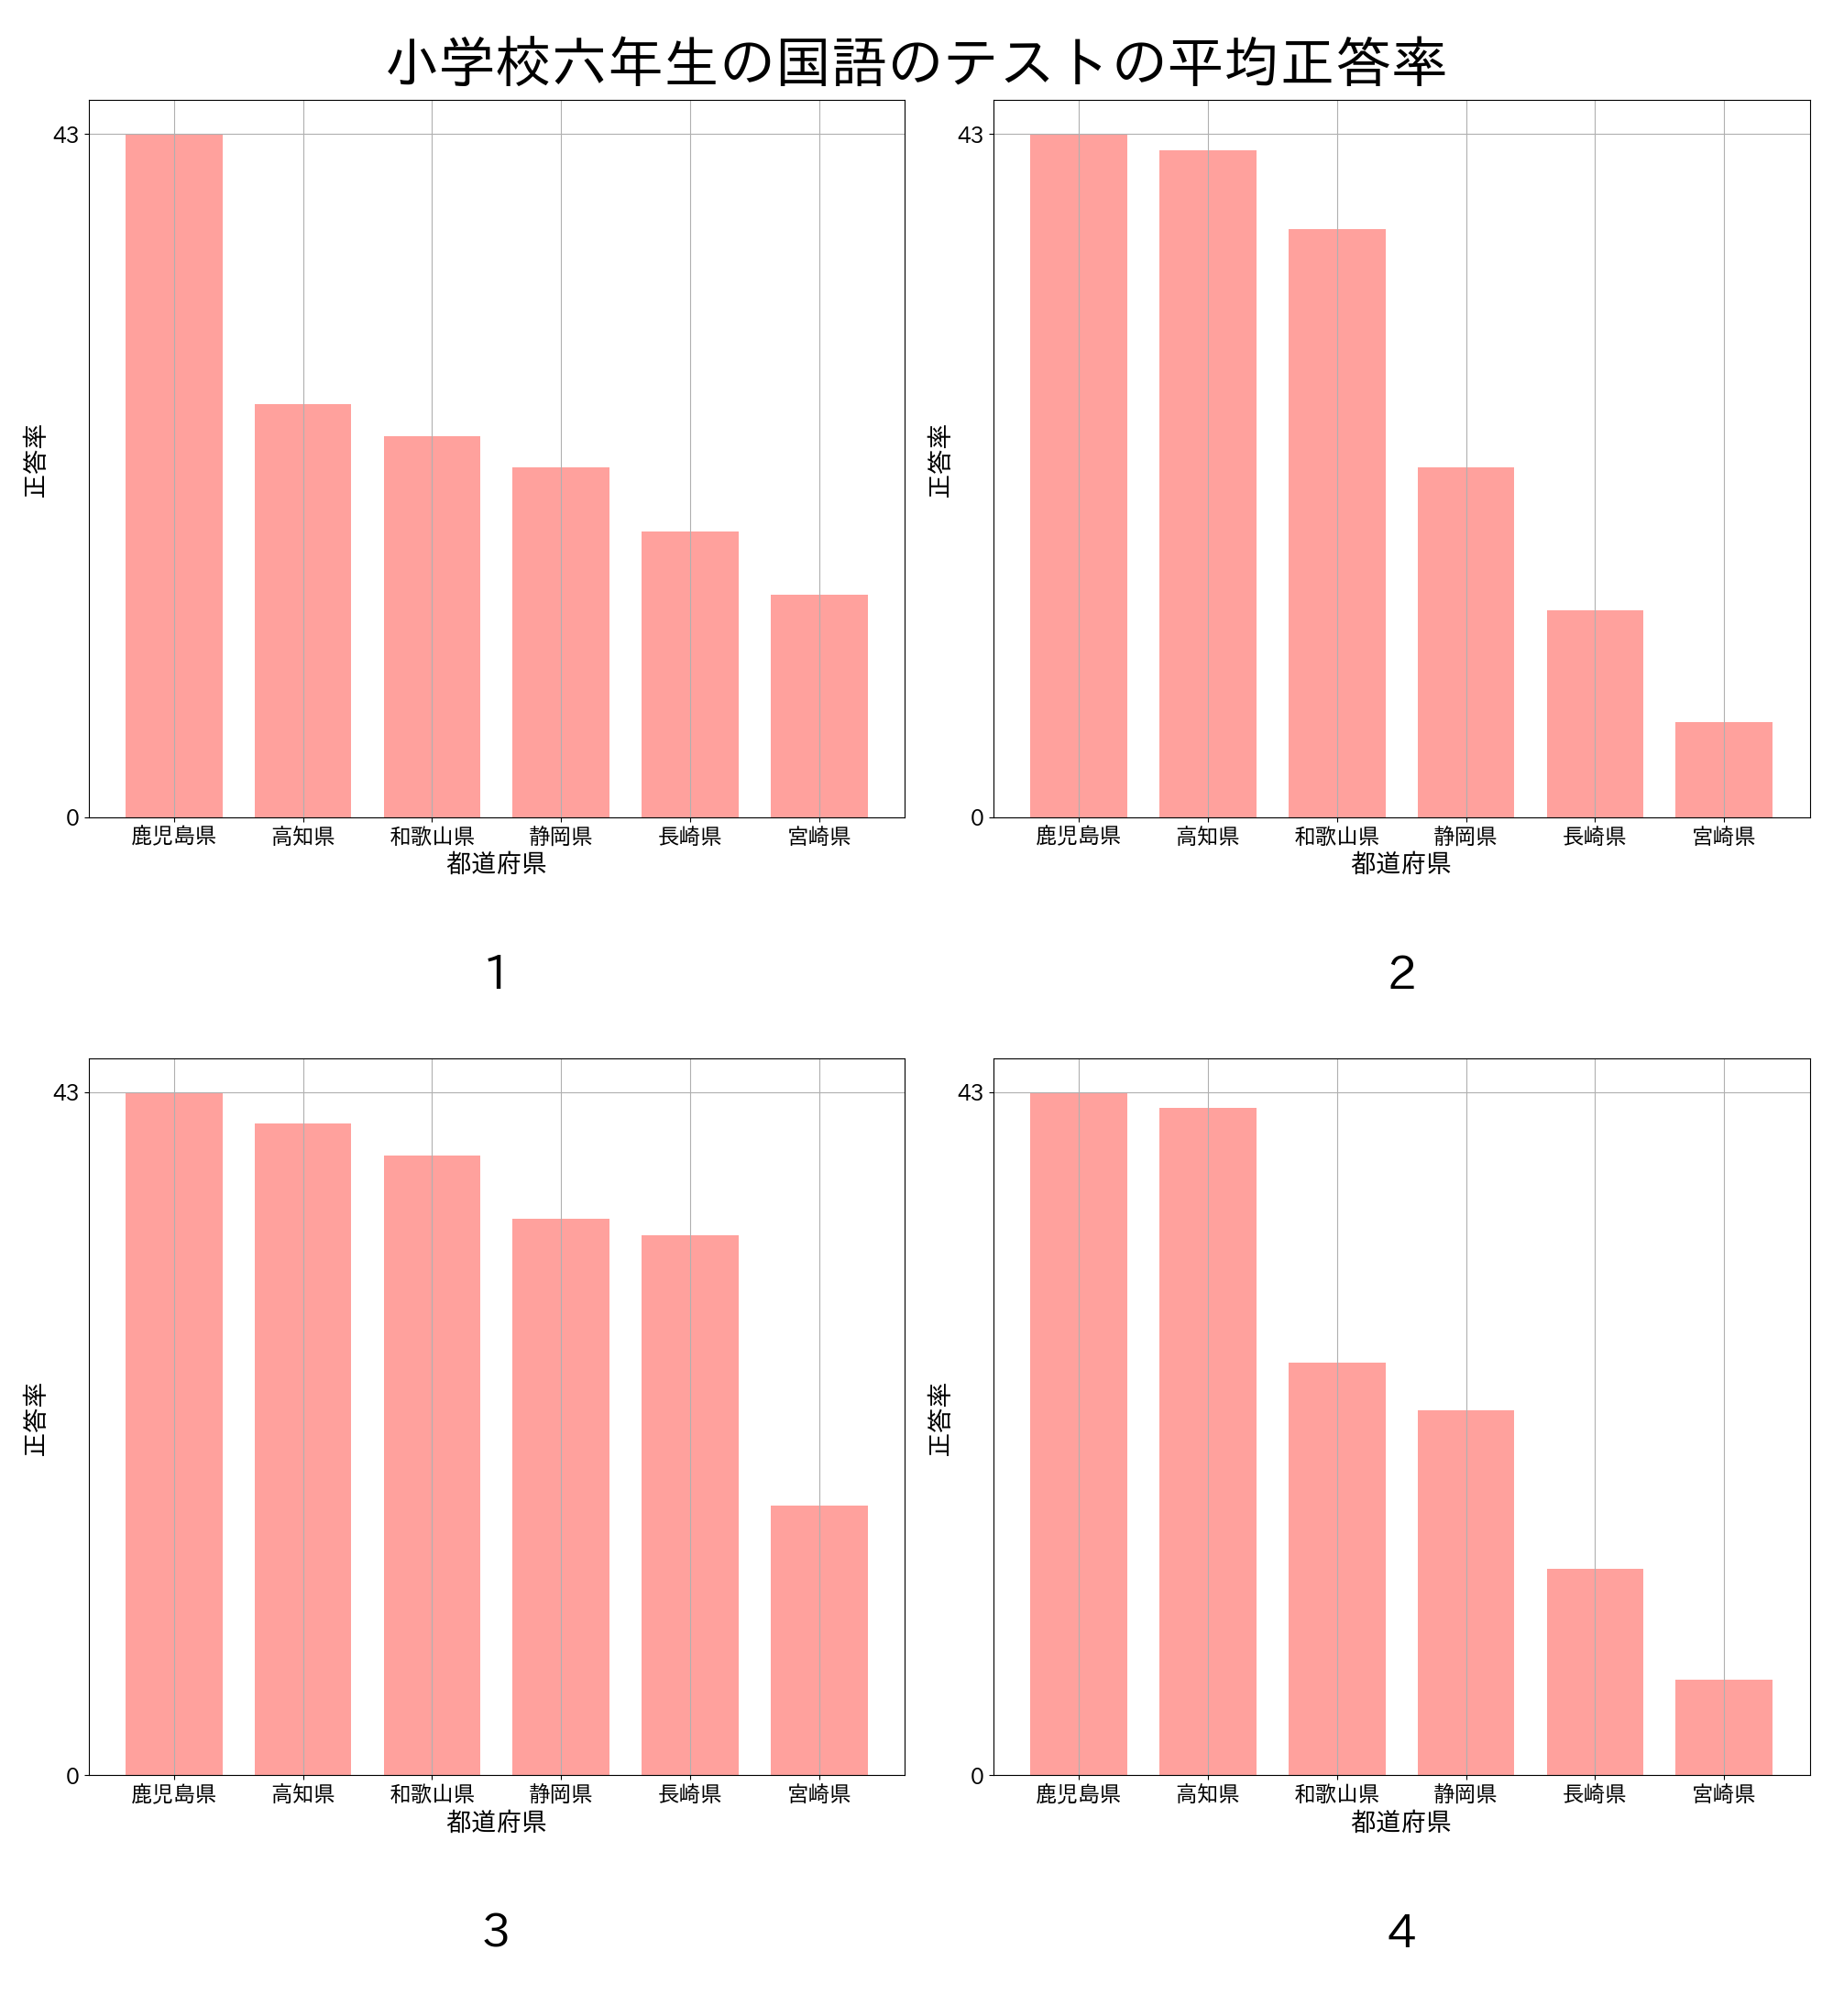 小学校六年生の国語のテストの平均正答率
43
0
正答率
鹿児島県 高知県 和歌山県 静岡県 長崎県 宮崎県
都道府県
1
43
0
正答率
鹿児島県 高知県 和歌山県 静岡県 長崎県 宮崎県
都道府県
2
43
0
正答率
鹿児島県 高知県 和歌山県 静岡県 長崎県 宮崎県
都道府県
3
43
0
正答率
鹿児島県 高知県 和歌山県 静岡県 長崎県 宮崎県
都道府県
4